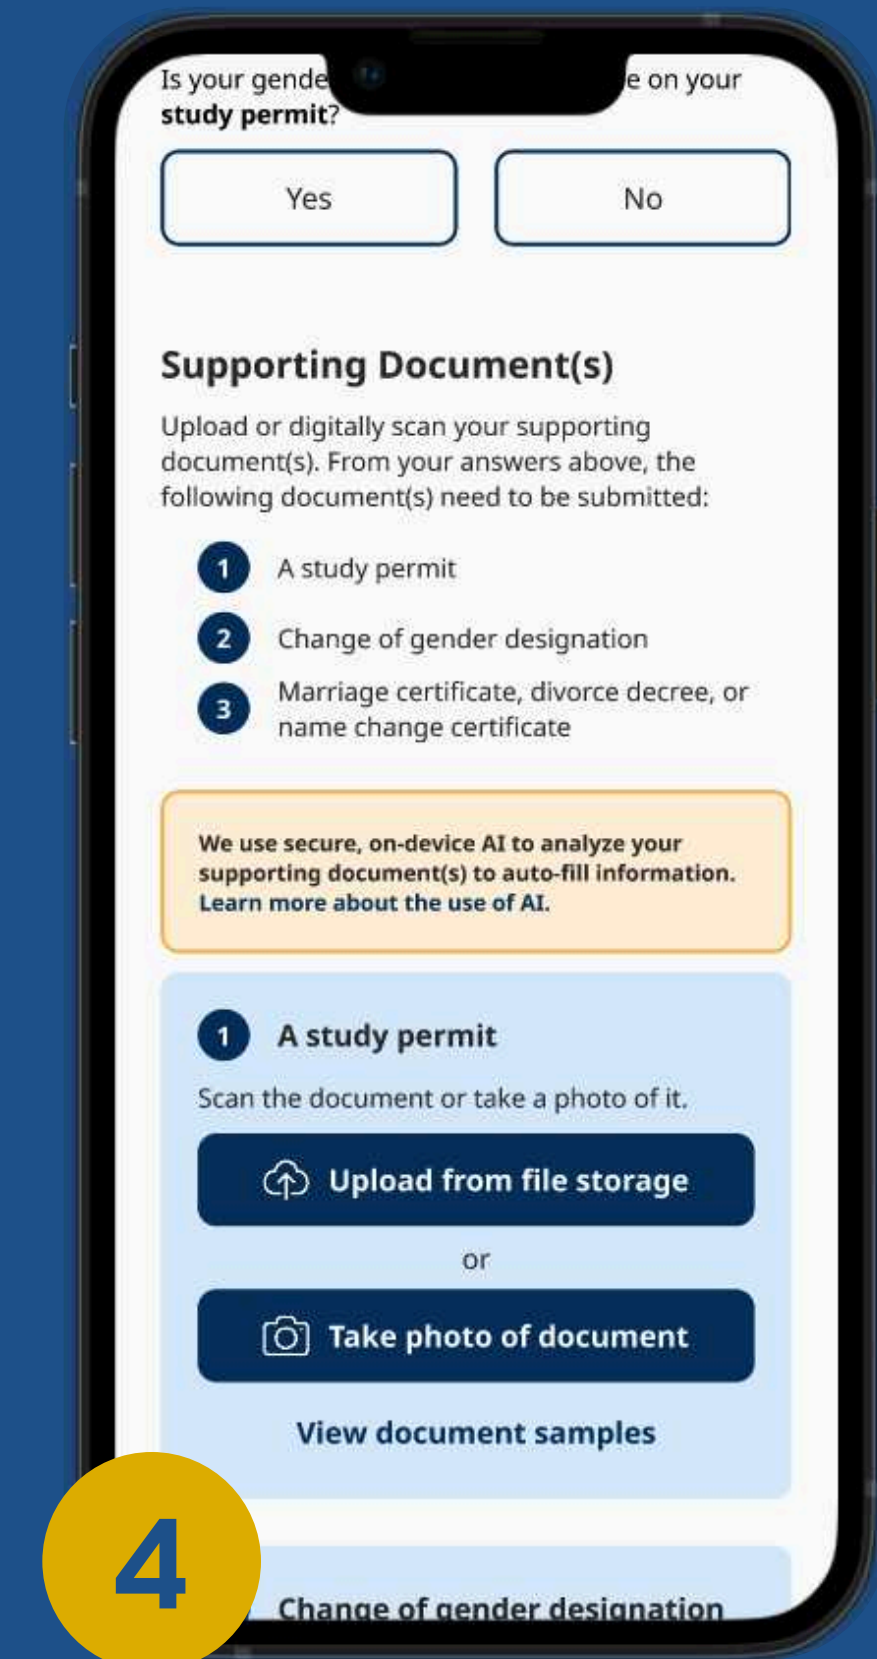 Is your gende e on your
study permit?
Yes
No
Supporting Document(s)
Upload or digitally scan your supporting
document(s). From your answers above, the
following document(s) need to be submitted:
1 A study permit
2 Change of gender designation
3 Marriage certificate, divorce decree, or
name change certificate
We use secure, on-device AI to analyze your
supporting document(s) to auto-fill information.
Learn more about the use of AI.
1 A study permit
Scan the document or take a photo of it.
Upload from file storage
or
Take photo of document
View document samples
4
Change of gender designation